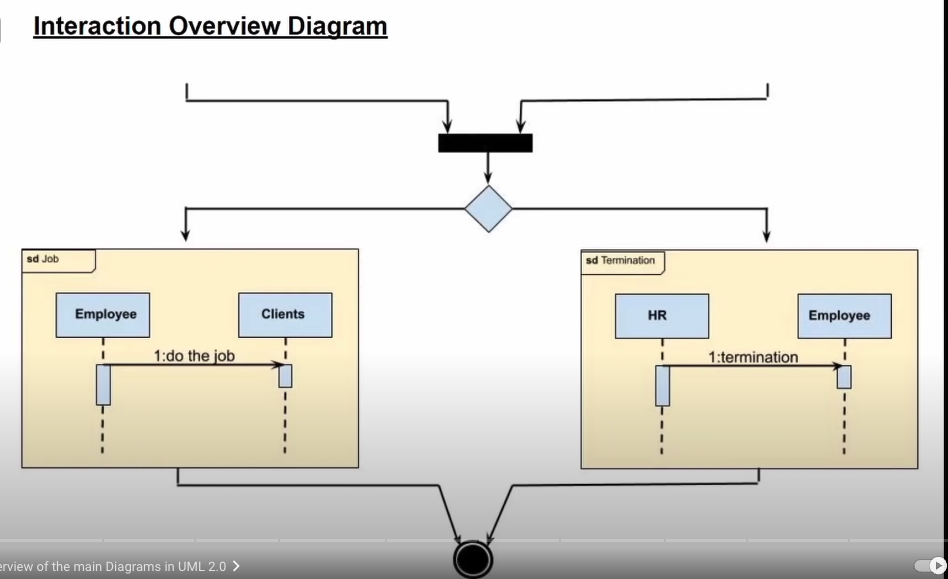 Interaction Overview Diagram
sd Job
sd Termination
Employee
Clients
HR
Employee
1:do the job
1:termination
erview of the main Diagrams in UML 2.0